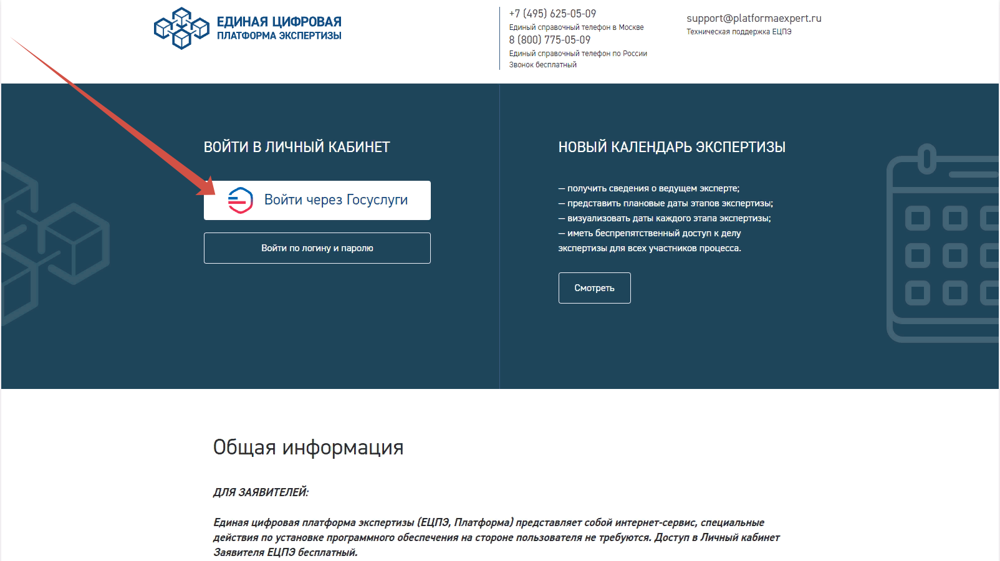 ЕДИНАЯ ЦИФРОВАЯ
ПЛАТФОРМА ЭКСПЕРТИЗЫ
+7 (495) 625-05-09
Единый справочный телефон в Москве
8 (800) 775-05-09
Единый справочный телефон по России
Звонок бесплатный
support@platformaexpert.ru
Техническая поддержка ЕЦПЭ
ВОЙТИ В ЛИЧНЫЙ КАБИНЕТ
Войти через Госуслуги
Войти по логину и паролю
НОВЫЙ КАЛЕНДАРЬ ЭКСПЕРТИЗЫ
— получить сведения о ведущем эксперте;
— представить плановые даты этапов экспертизы;
— визуализовать даты каждого этапа экспертизы;
— иметь беспрепятственный доступ к делу
экспертизы для всех участников процесса.
Смотреть
Общая информация
ДЛЯ ЗАЯВИТЕЛЕЙ:
Единая цифровая платформа экспертизы (ЕЦПЭ, Платформа) представляет собой интернет-сервис, специальные
действия по установке программного обеспечения на стороне пользователя не требуются. Доступ в Личный кабинет
Заявителя ЕЦПЭ бесплатный.